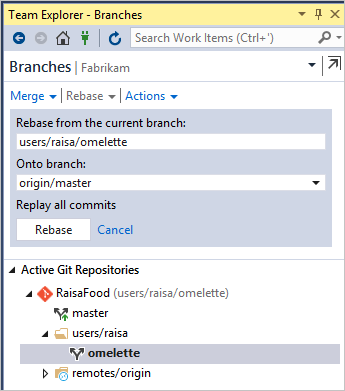 Team Explorer - Branches
Search Work Items (Ctrl+')
Branches | Fabrikam
Merge Rebase Actions
Rebase from the current branch:
users/raisa/omelette
Onto branch:
origin/master
Replay all commits
Rebase Cancel
Active Git Repositories
RaisaFood (users/raisa/omelette)
master
users/raisa
omelette
remotes/origin